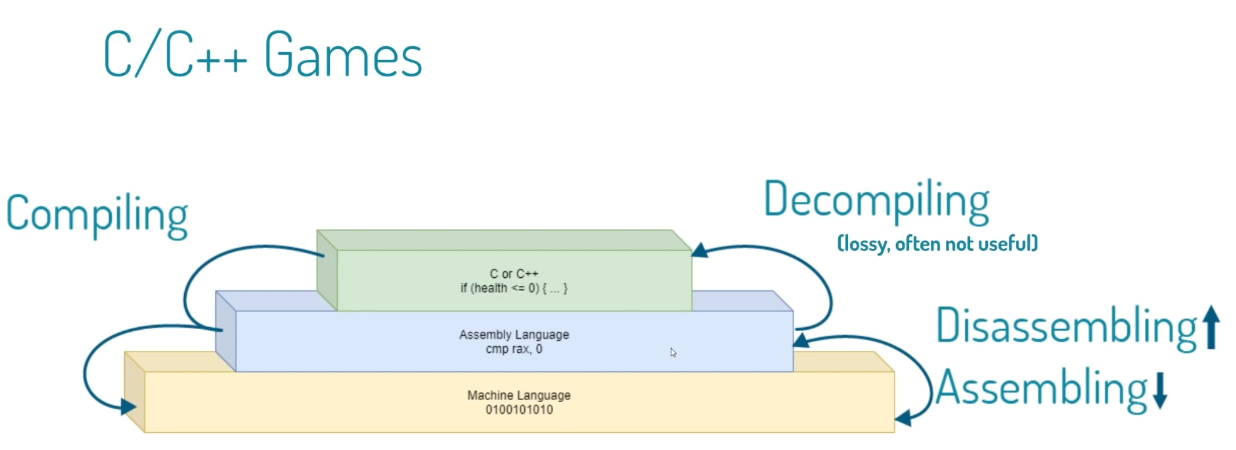 C/C++ Games
Compiling
Decompiling
(lossy, often not useful)
C or C++
if (health <= 0) { ... }
Disassembling
Assembly Language
cmp rax, 0
Assembling
Machine Language
0100101010